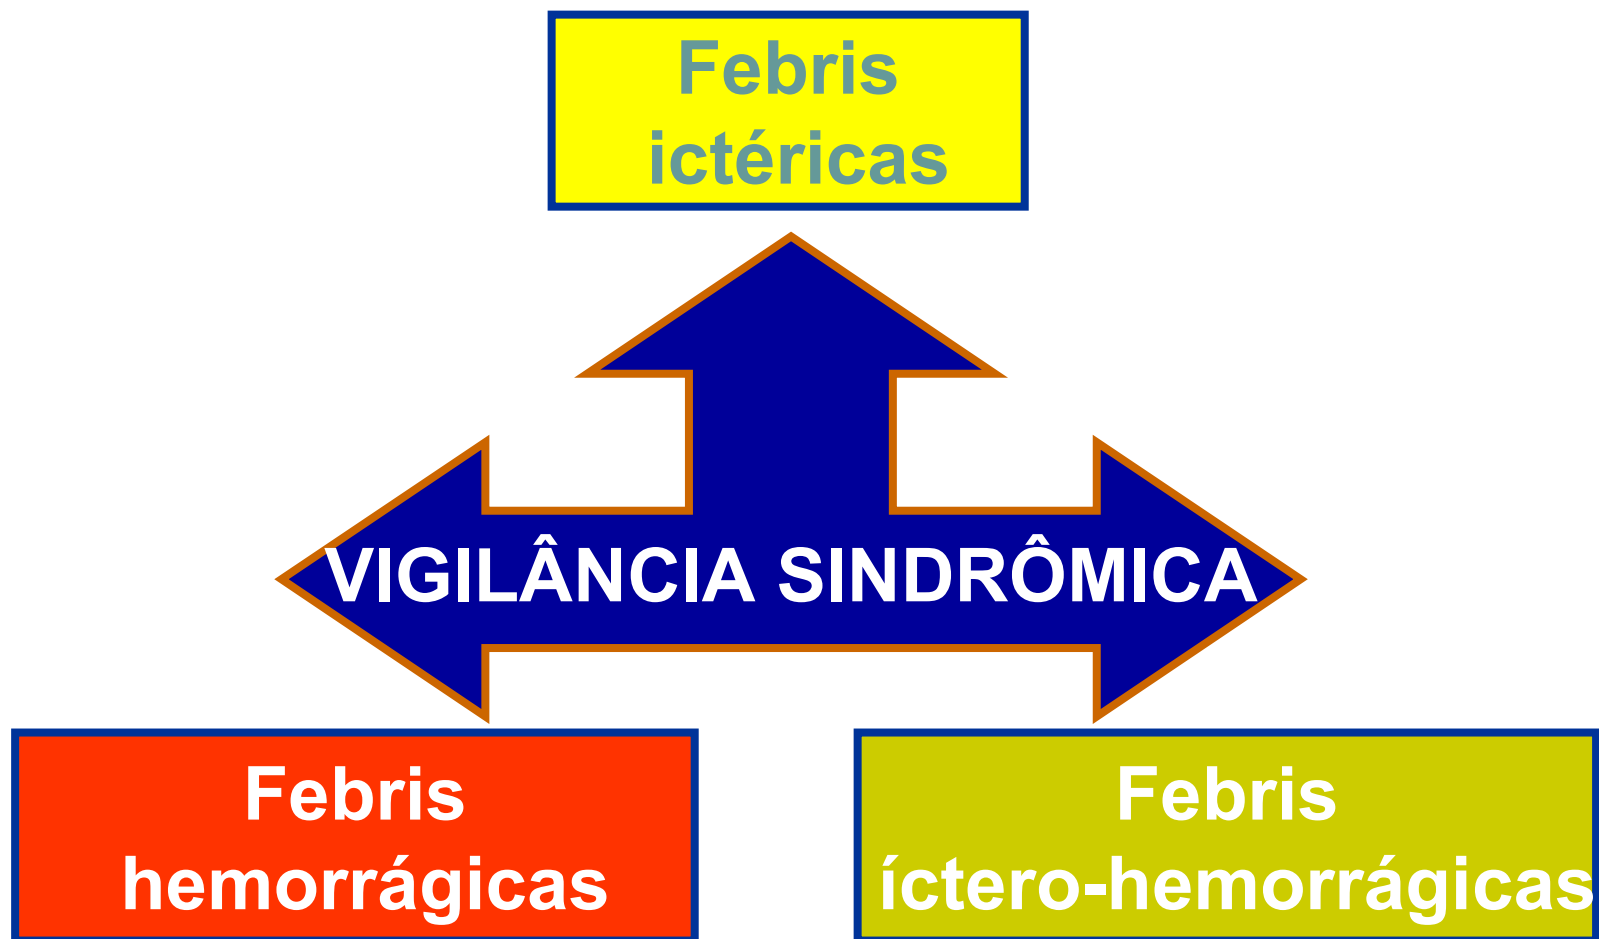 Febris
ictéricas
VIGILÂNCIA SINDRÔMICA
Febris
hemorrágicas
Febris
íctero-hemorrágicas